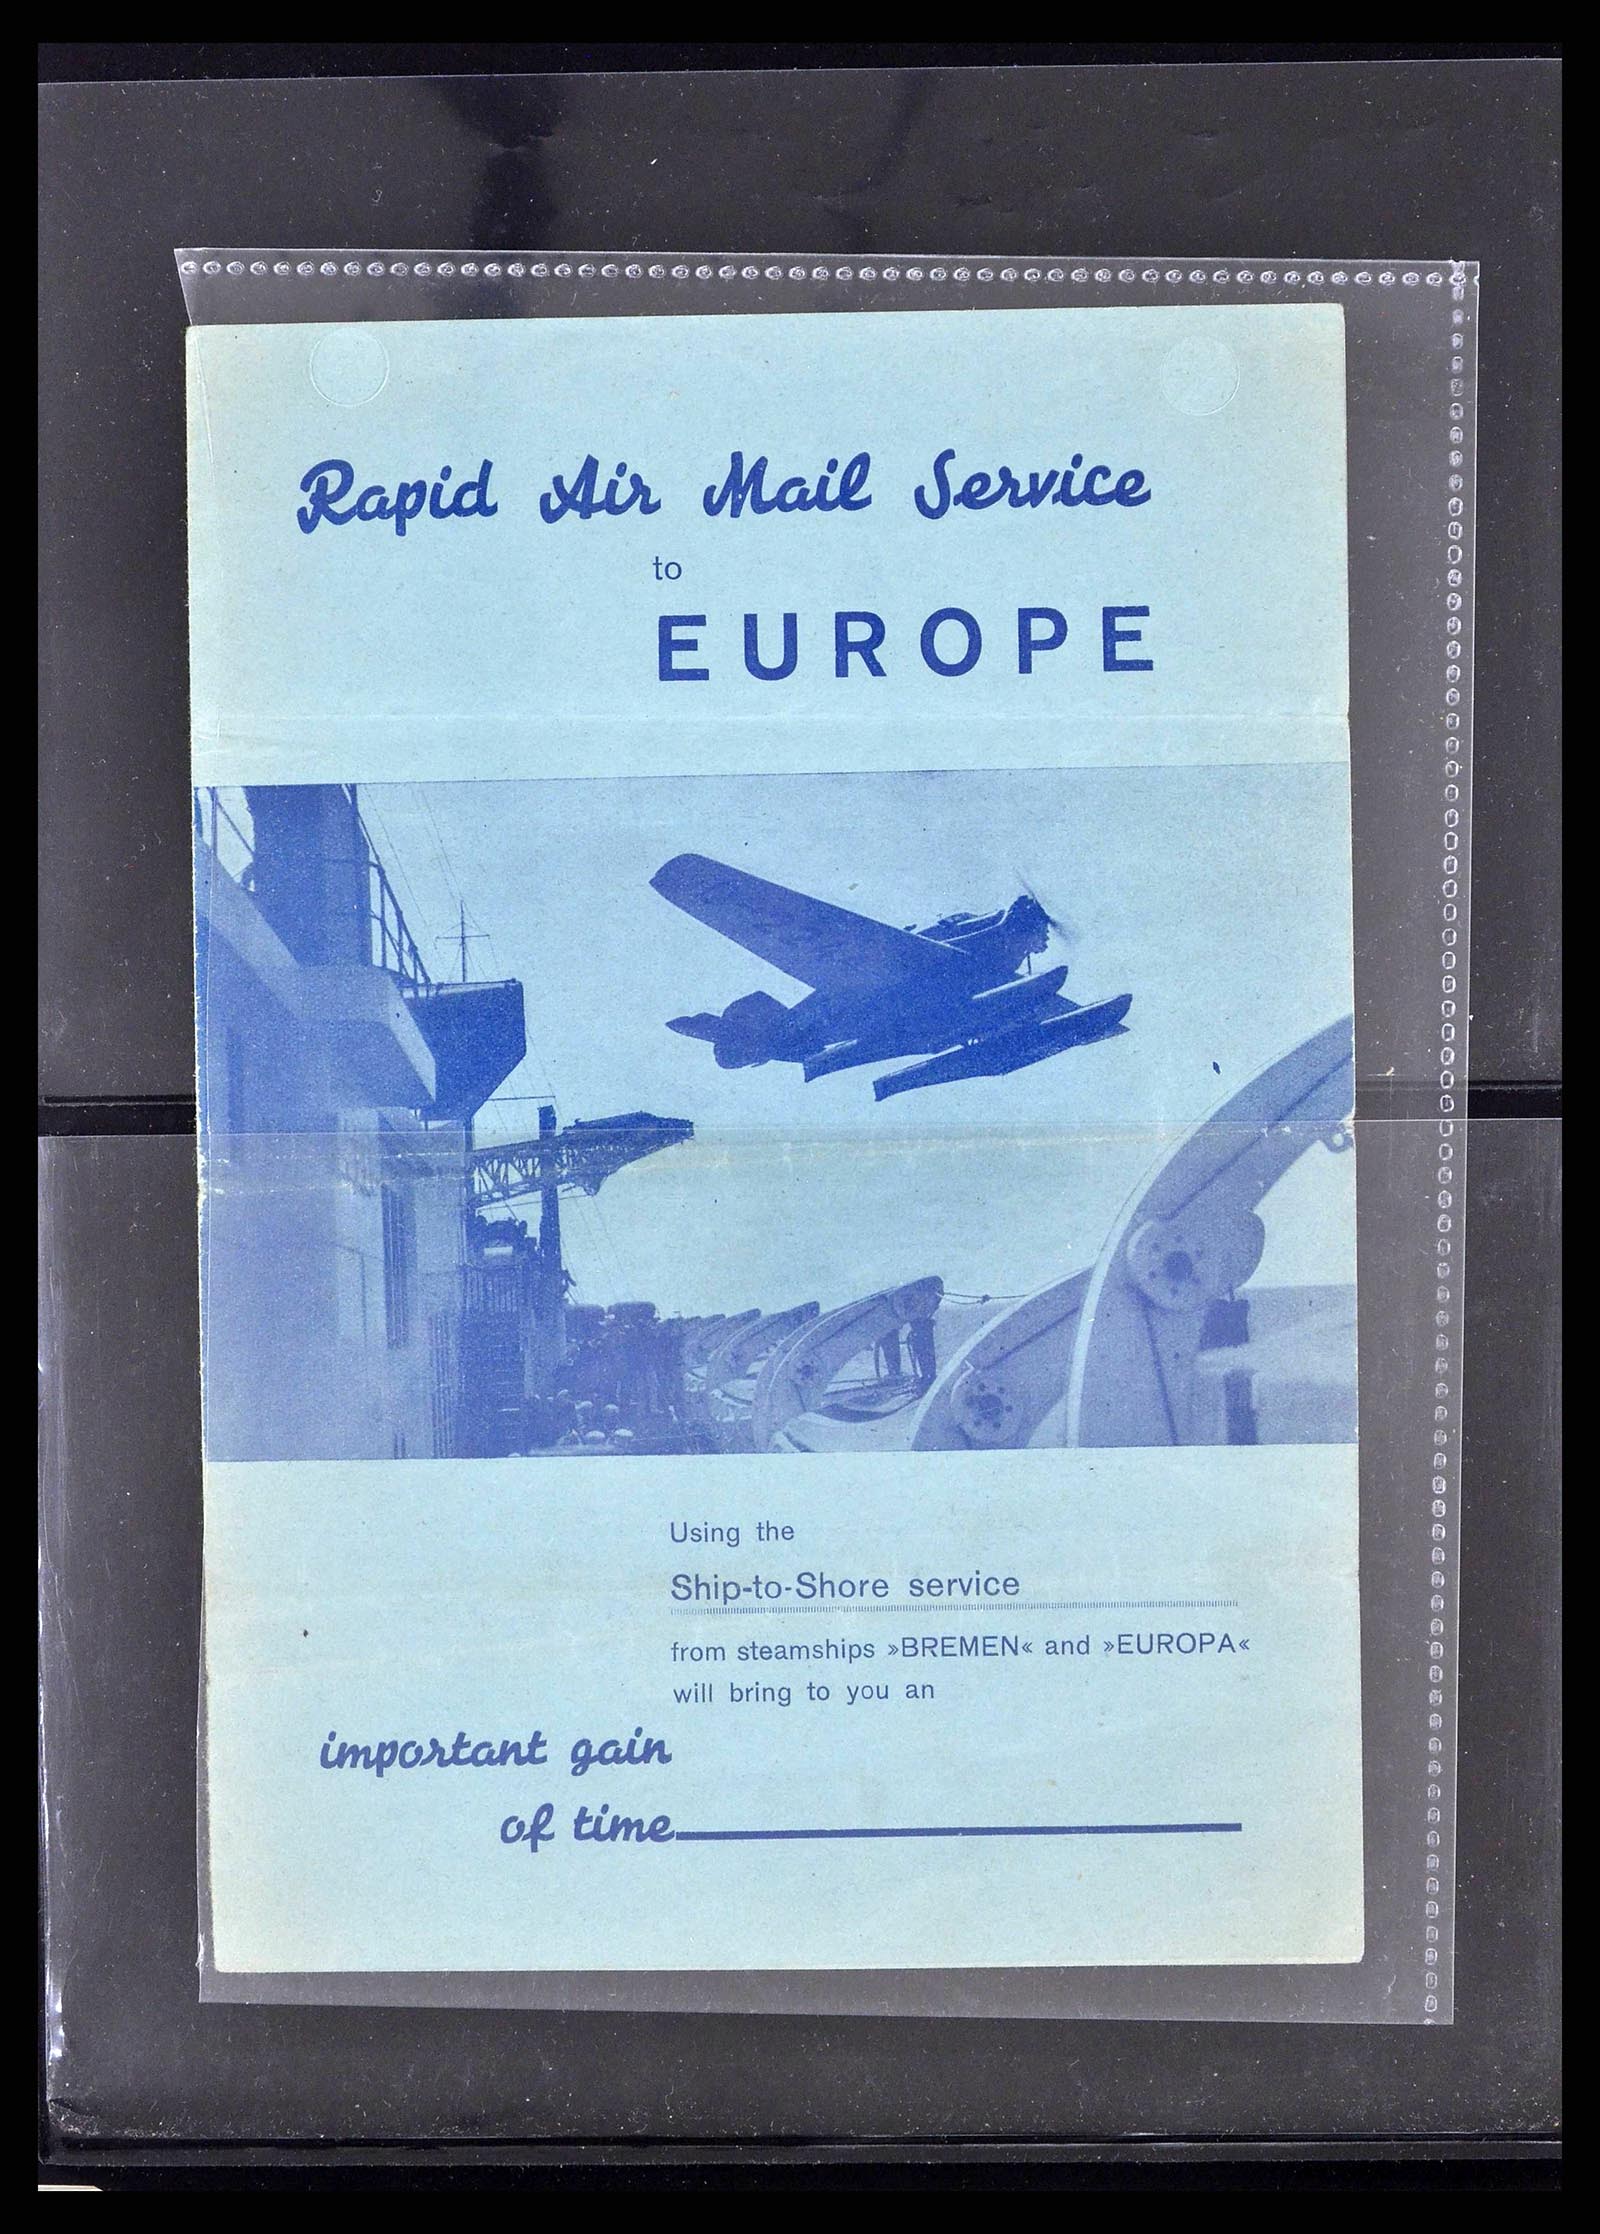 Rapid Air Mail Service
to
EUROPE
Using the
Ship-to-Shore service
from steamships »BREMEN« and »EUROPA«
will bring to you an
important gain
of time